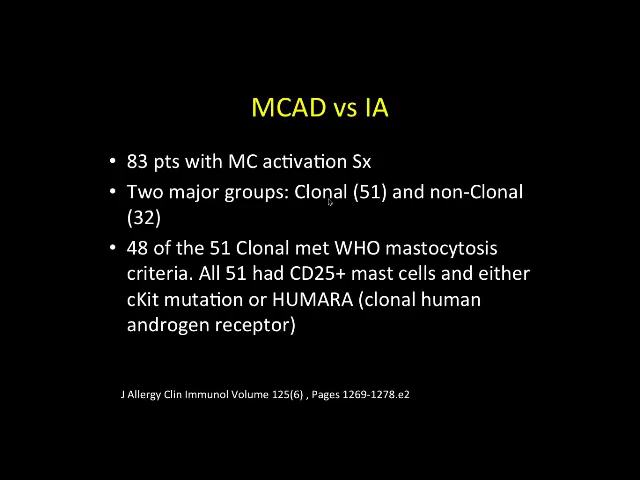 MCAD vs IA
• 83 pts with MC activation Sx
• Two major groups: Clonal (51) and non-Clonal
(32)
• 48 of the 51 Clonal met WHO mastocytosis
criteria. All 51 had CD25+ mast cells and either
cKit mutation or HUMARA (clonal human
androgen receptor)
J Allergy Clin Immunol Volume 125(6) , Pages 1269-1278.e2